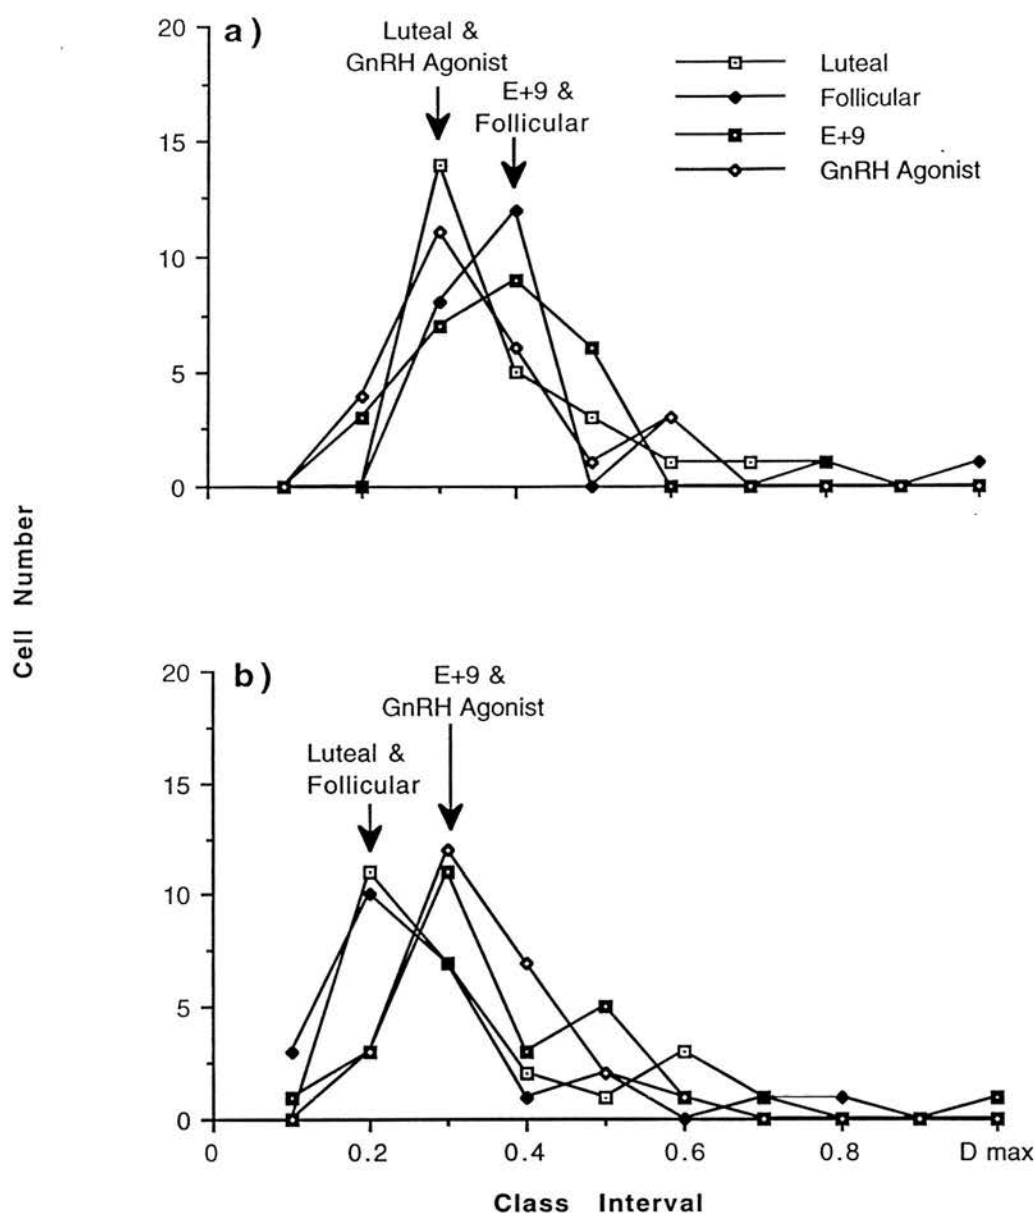 a)
Luteal &
GnRH Agonist
E+9 &
Follicular
Luteal
Follicular
E+9
GnRH Agonist
20
15
10
5
0
Cell Number
b)
E+9 &
GnRH Agonist
Luteal &
Follicular
20
15
10
5
0
0 0.2 0.4 0.6 0.8 D max
Class Interval